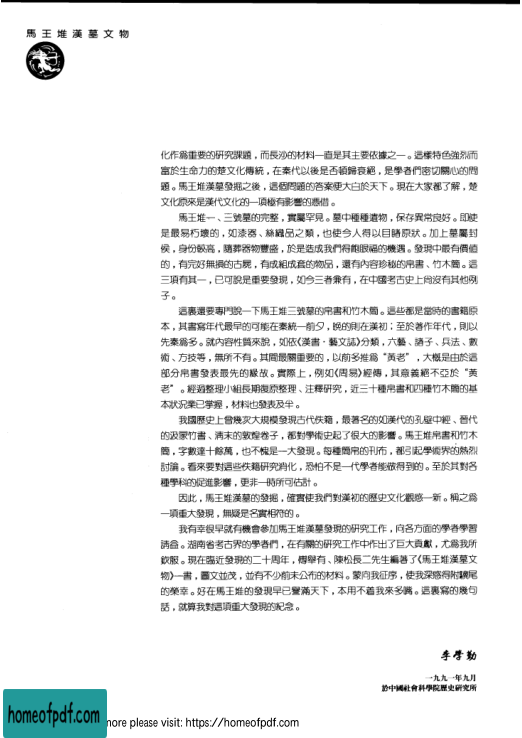 馬王堆漢墓文物
化作爲重要的研究課題，而長沙的材料一直是其主要依據之一。這樣特色強烈而
富於生命力的楚文化傳統，在秦代以後是否頓歸衰絕，是學者們密切關心的問
題。馬王堆漢墓發掘之後，這個問題的答案便大白於天下。現在大家都了解，楚
文化原來是漢代文化的一項極有影響的憑借。
馬王堆一、三號墓的完整，實屬罕見。墓中種種遺物，保存異常良好。即使
是最易朽壞的，如漆器、絲織品之類，也使今人得以目睹原狀。加上墓屬封
侯，身份較高，隨葬器物豐盛，於是造成我們得飽眼福的機遇。發現中最有價值
的，有完好無損的古屍，有成組成套的物品，還有內容珍秘的帛書、竹木簡。這
三項有其一，已可說是重要發現，如今三者兼有，在中國考古史上尚沒有其他例
子。
這裏還要專門說一下馬王堆三號墓的帛書和竹木簡。這些都是當時的書籍原
本，其書寫年代最早的可能在秦統一前夕，晚的則在漢初；至於著作年代，則以
先秦爲多。就內容性質來說，如依《漢書·藝文誌》分類，六藝、諸子、兵法、數
術、方技等，無所不有。其間最關重要的，以前多推爲“黃老”，大概是由於這
部分帛書發表最先的緣故。實際上，例如《周易》經傳，其意義絕不亞於“黃
老”。經過整理小組長期復原整理、注釋研究，近三十種帛書和四種竹木簡的基
本狀況業已掌握，材料也發表及半。
我國歷史上曾幾次大規模發現古代佚籍，最著名的如漢代的孔壁中經、晉代
的汲冢竹書、清末的敦煌卷子，都對學術史起了很大的影響。馬王堆帛書和竹木
簡，字數達十餘萬，也不愧是一大發現。每種簡帛的刊布，都引起學術界的熱烈
討論。看來要對這些佚籍研究消化，恐怕不是一代學者能做得到的。至於其對各
種學科的促進影響，更非一時所可估計。
因此，馬王堆漢墓的發掘，確實使我們對漢初的歷史文化觀感一新。稱之爲
一項重大發現，無疑是名實相符的。
我有幸很早就有機會參加馬王堆漢墓發現的研究工作，向各方面的學者學習
請益。湖南省考古界的學者們，在有關的研究工作中作出了巨大貢獻，尤爲我所
欽服。現在臨近發現的二十周年，傅舉有、陳松長二先生編著了《馬王堆漢墓文
物》一書，圖文並茂，並有不少前未公布的材料。蒙向我征序，使我深感得附驥尾
的榮幸。好在馬王堆的發現早已譽滿天下，本用不着我來多嘴。這裏寫的幾句
話，就算我對這項重大發現的紀念。
李學勤
一九九一年九月
於中國社會科學院歷史研究所
homeofpdf.com
more please visit: https://homeofpdf.com